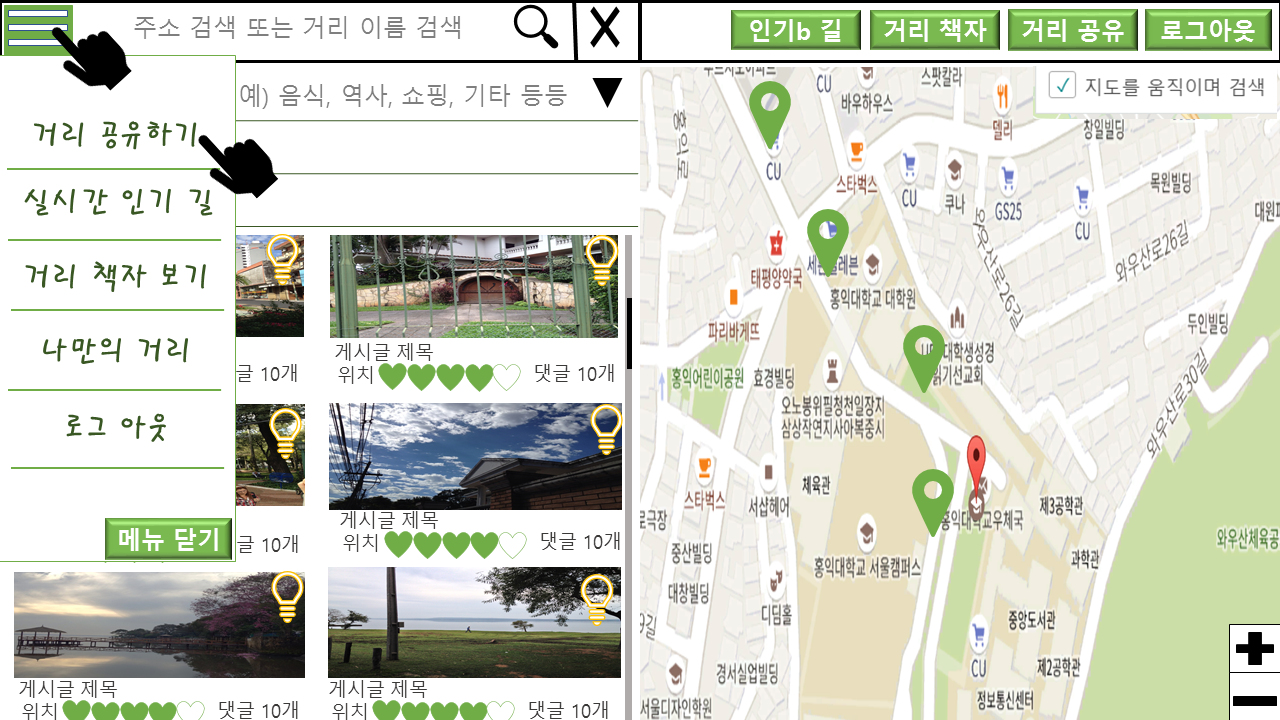 주소 검색 또는 거리 이름 검색
X
인기b 길
거리 책자
거리 공유
로그아웃
예) 음식, 역사, 쇼핑, 기타 등등
지도를 움직이며 검색
거리 공유하기
실시간 인기 길
거리 책자 보기
나만의 거리
로그 아웃
메뉴 닫기
글 10개
게시글 제목
위치
댓글 10개
글 10개
게시글 제목
위치
댓글 10개
게시글 제목
위치
댓글 10개
게시글 제목
위치
댓글 10개
CU
바우하우스
스팟칼라
델리
창일빌딩
홍익로
CU
스타벅스
CU
쿠나
GS25
CU
목원빌딩
와우산로26길
와우산로26길
태평양약국
홍익대학교 대학원
파리바게뜨
두인빌딩
대학생성경
읽기선교회
홍익어린이공원
효경빌딩
오노봉위필청천일장지
삼상작연지사아복중시
와우산로30길
스타벅스
서샵헤어
체육관
홍익대학교우체국
제3공학관
중산빌딩
홍익대학교 서울캠퍼스
과학관
와우산체육공
대창빌딩
디딤홀
중앙도서관
CU
제2공학관
경서실업빌딩
서울디자인학원
정보통신센터